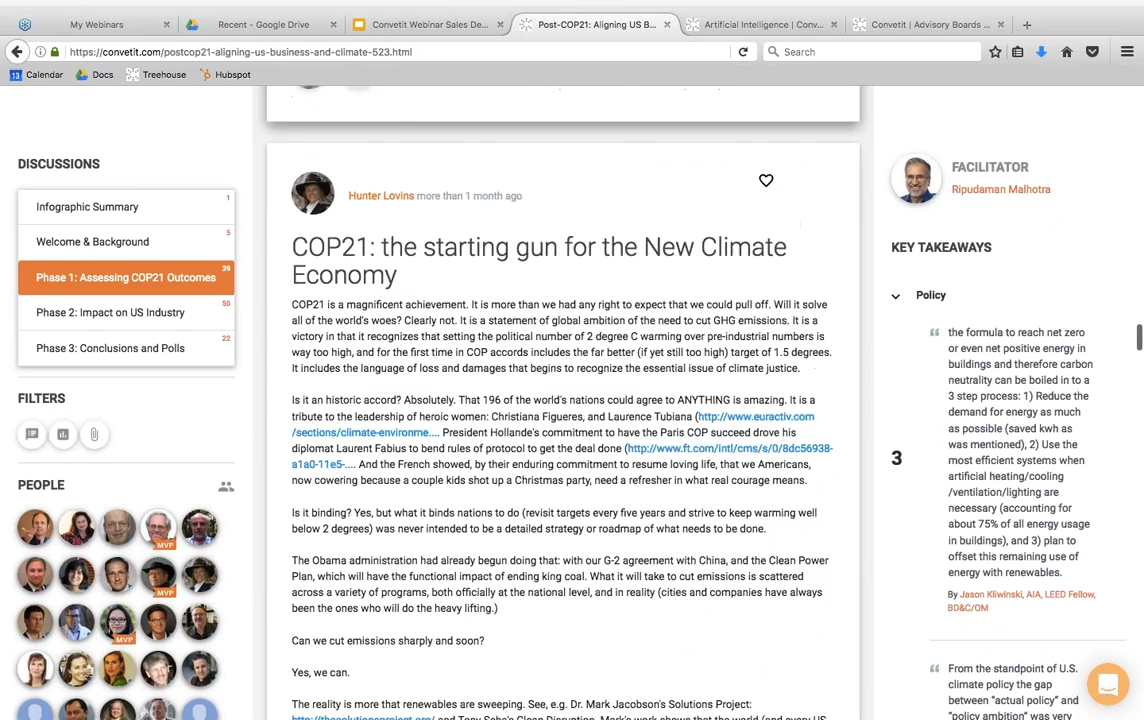 My Webinars
Recent - Google Drive
Convetit Webinar Sales De...
Post-COP21: Aligning US B...
Artificial Intelligence | Conv...
Convetit | Advisory Boards ...
https://convetit.com/postcop21-aligning-us-business-and-climate-523.html
Search
13 Calendar
Docs
Treehouse
Hubspot
DISCUSSIONS
Infographic Summary 1
Welcome & Background 5
Phase 1: Assessing COP21 Outcomes 39
Phase 2: Impact on US Industry 50
Phase 3: Conclusions and Polls 22
FILTERS
PEOPLE
MVP
MVP
MVP
Hunter Lovins more than 1 month ago
COP21: the starting gun for the New Climate
Economy
COP21 is a magnificent achievement. It is more than we had any right to expect that we could pull off. Will it solve
all of the world's woes? Clearly not. It is a statement of global ambition of the need to cut GHG emissions. It is a
victory in that it recognizes that setting the political number of 2 degree C warming over pre-industrial numbers is
way too high, and for the first time in COP accords includes the far better (if yet still too high) target of 1.5 degrees.
It includes the language of loss and damages that begins to recognize the essential issue of climate justice.
Is it an historic accord? Absolutely. That 196 of the world's nations could agree to ANYTHING is amazing. It is a
tribute to the leadership of heroic women: Christiana Figueres, and Laurence Tubiana (http://www.euractiv.com
/sections/climate-environme.... President Hollande's commitment to have the Paris COP succeed drove his
diplomat Laurent Fabius to bend rules of protocol to get the deal done (http://www.ft.com/intl/cms/s/0/8dc56938-
a1a0-11e5-.... And the French showed, by their enduring commitment to resume loving life, that we Americans,
now cowering because a couple kids shot up a Christmas party, need a refresher in what real courage means.
Is it binding? Yes, but what it binds nations to do (revisit targets every five years and strive to keep warming well
below 2 degrees) was never intended to be a detailed strategy or roadmap of what needs to be done.
The Obama administration had already begun doing that: with our G-2 agreement with China, and the Clean Power
Plan, which will have the functional impact of ending king coal. What it will take to cut emissions is scattered
across a variety of programs, both officially at the national level, and in reality (cities and companies have always
been the ones who will do the heavy lifting.)
Can we cut emissions sharply and soon?
Yes, we can.
The reality is more that renewables are sweeping. See, e.g. Dr. Mark Jacobson's Solutions Project:
http://thesolutionsproject.org/ and Tony Seba's Clean Disruption. Mark's work shows that the world (and every US
FACILITATOR
Ripudaman Malhotra
KEY TAKEAWAYS
Policy
3
the formula to reach net zero
or even net positive energy in
buildings and therefore carbon
neutrality can be boiled in to a
3 step process: 1) Reduce the
demand for energy as much
as possible (saved kwh as
was mentioned), 2) Use the
most efficient systems when
artificial heating/cooling
/ventilation/lighting are
necessary (accounting for
about 75% of all energy usage
in buildings), and 3) plan to
offset this remaining use of
energy with renewables.
By Jason Kliwinski, AIA, LEED Fellow,
BD&C/OM
From the standpoint of U.S.
climate policy the gap
between "actual policy" and
"policy ambition" was very